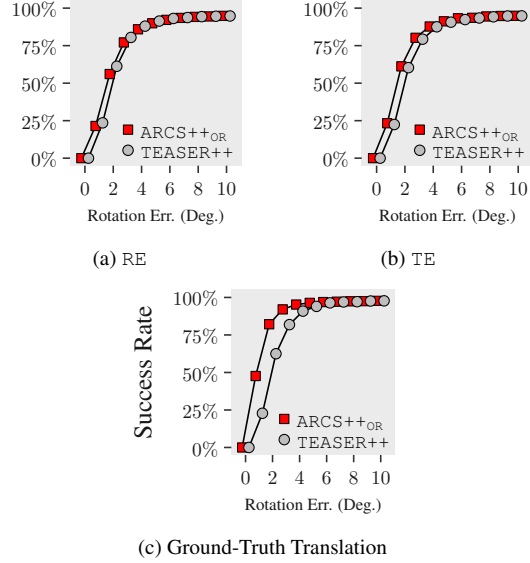 100%
75%
50%
25%
0%
ARCS++OR
TEASER++
0 2 4 6 8 10
Rotation Err. (Deg.)
(a) RE
100%
75%
50%
25%
0%
ARCS++OR
TEASER++
0 2 4 6 8 10
Rotation Err. (Deg.)
(b) TE
Success Rate
100%
75%
50%
25%
0%
ARCS++OR
TEASER++
0 2 4 6 8 10
Rotation Err. (Deg.)
(c) Ground-Truth Translation